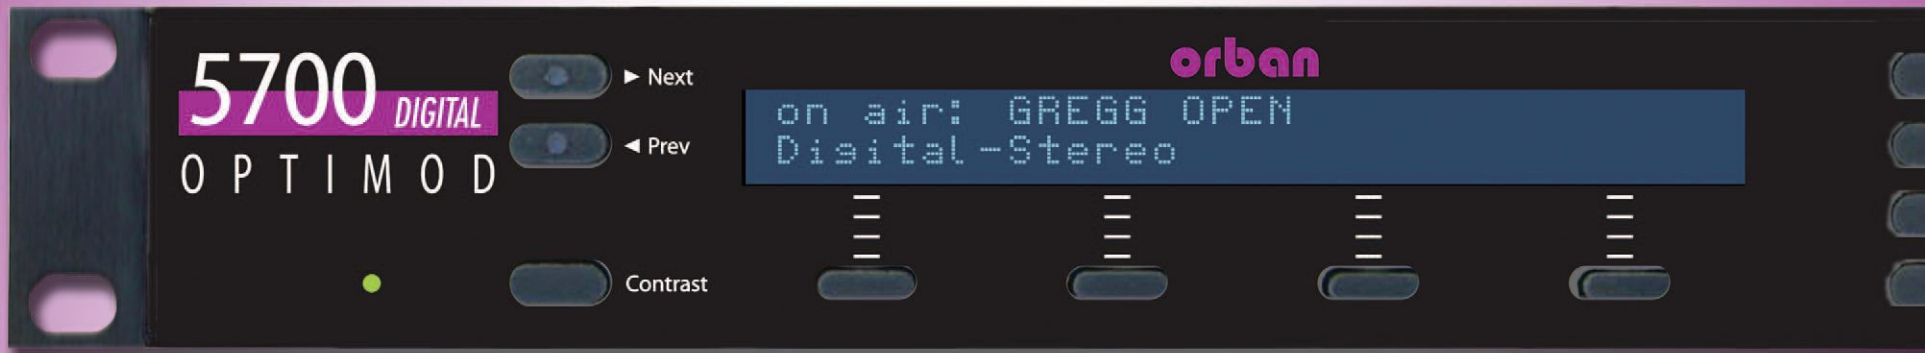 5700 DIGITAL
OPTIMOD
► Next
◄ Prev
Contrast
orban
on air: GREGG OPEN
Digital-Stereo